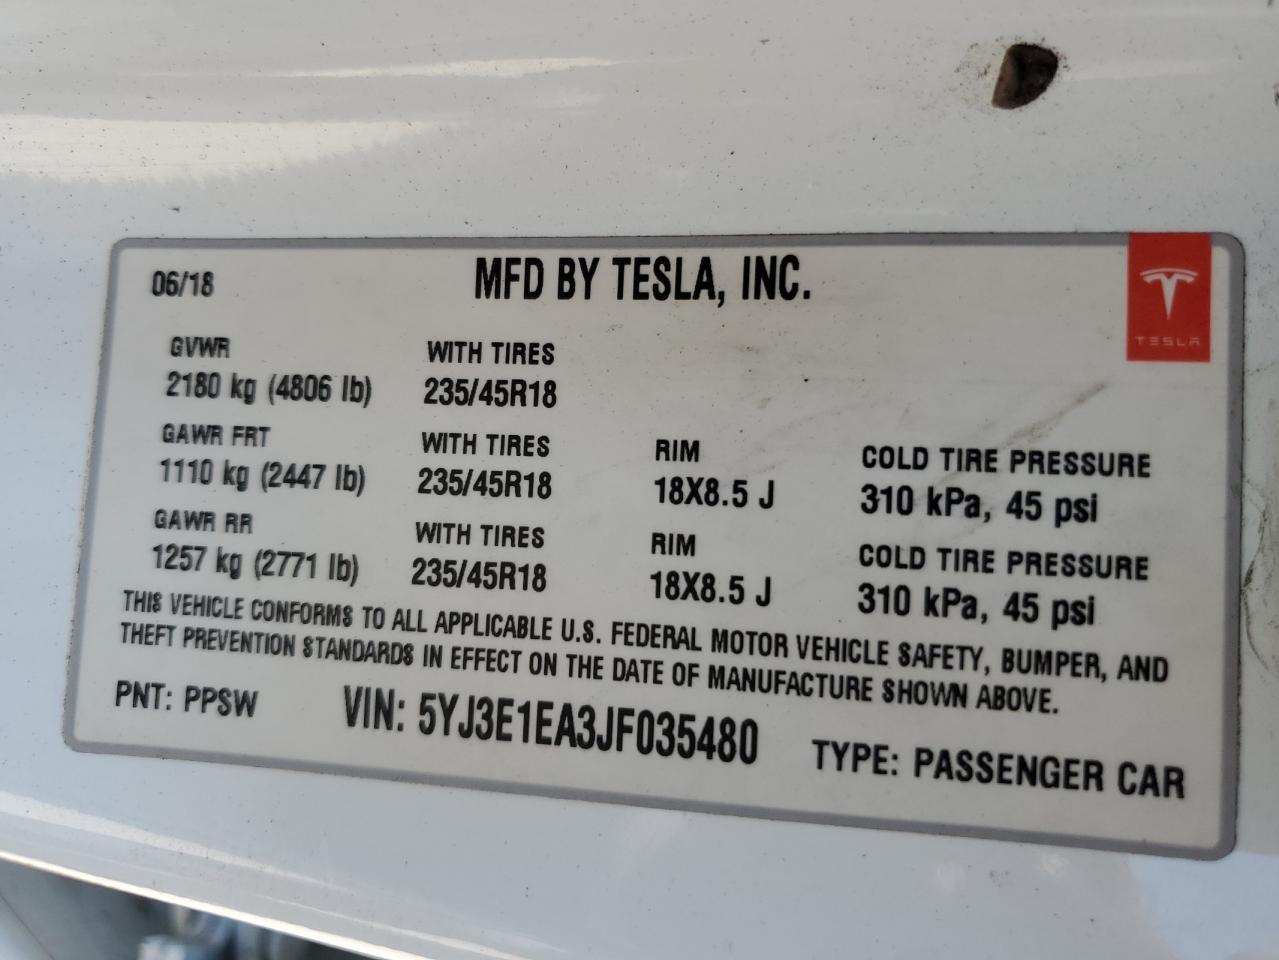 06/18 MFD BY TESLA, INC.
TESLA
GVWR WITH TIRES
2180 kg (4806 lb) 235/45R18
GAWR FRT WITH TIRES RIM COLD TIRE PRESSURE
1110 kg (2447 lb) 235/45R18 18X8.5 J 310 kPa, 45 psi
GAWR RR WITH TIRES RIM COLD TIRE PRESSURE
1257 kg (2771 lb) 235/45R18 18X8.5 J 310 kPa, 45 psi
THIS VEHICLE CONFORMS TO ALL APPLICABLE U.S. FEDERAL MOTOR VEHICLE SAFETY, BUMPER, AND
THEFT PREVENTION STANDARDS IN EFFECT ON THE DATE OF MANUFACTURE SHOWN ABOVE.
PNT: PPSW VIN: 5YJ3E1EA3JF035480 TYPE: PASSENGER CAR